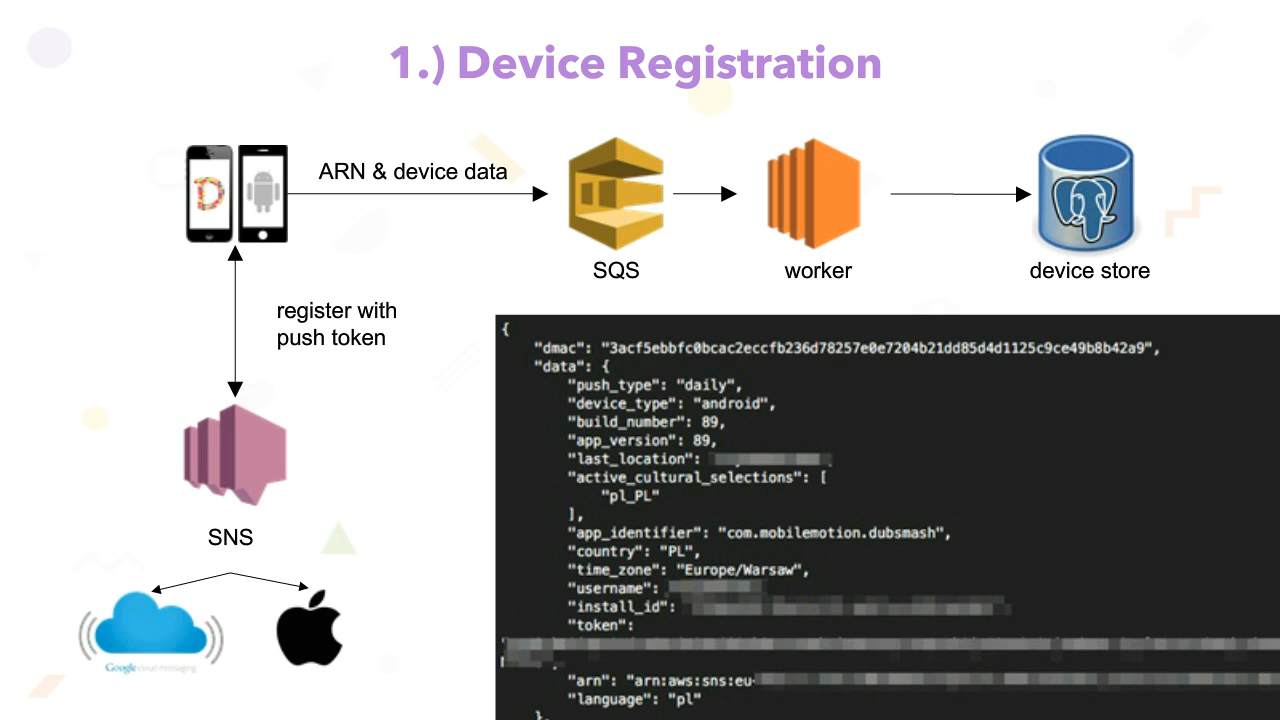 1.) Device Registration
ARN & device data
D
SQS
worker
device store
register with
push token
SNS
Google cloud messaging
{
"dmac": "3acf5ebbfc0bcac2eccfb236d78257e0e7204b21dd85d4d1125c9ce49b8b42a9",
"data": {
"push_type": "daily",
"device_type": "android",
"build_number": 89,
"app_version": 89,
"last_location":
"active_cultural_selections": [
"pl_PL"
],
"app_identifier": "com.mobilemotion.dubsmash",
"country": "PL",
"time_zone": "Europe/Warsaw",
"username":
"install_id":
"token":
"arn": "arn:aws:sns:eu-
"language": "pl"
},